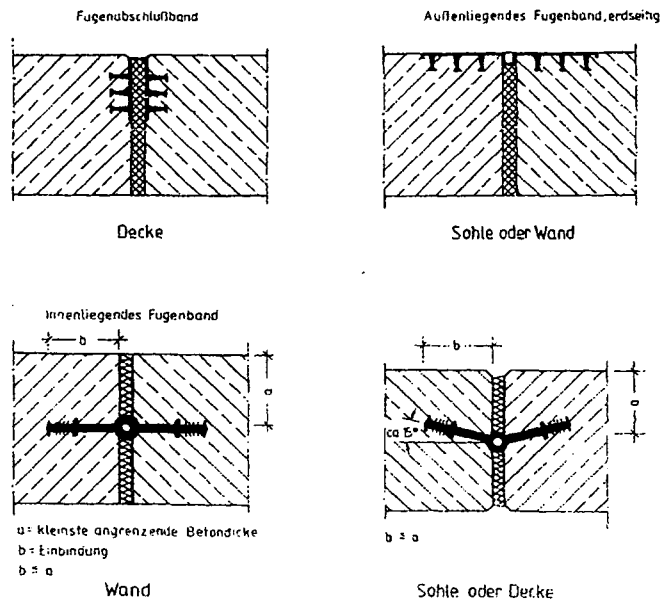 Fugenabschlußband
Außenliegendes Fugenband, erdseitig
Decke
Sohle oder Wand
Innenliegendes Fugenband
b
a
a = kleinste angrenzende Betondicke
b = Einbindung
b ≤ a
Wand
b
a
ca 15°
b ≤ a
Sohle oder Decke